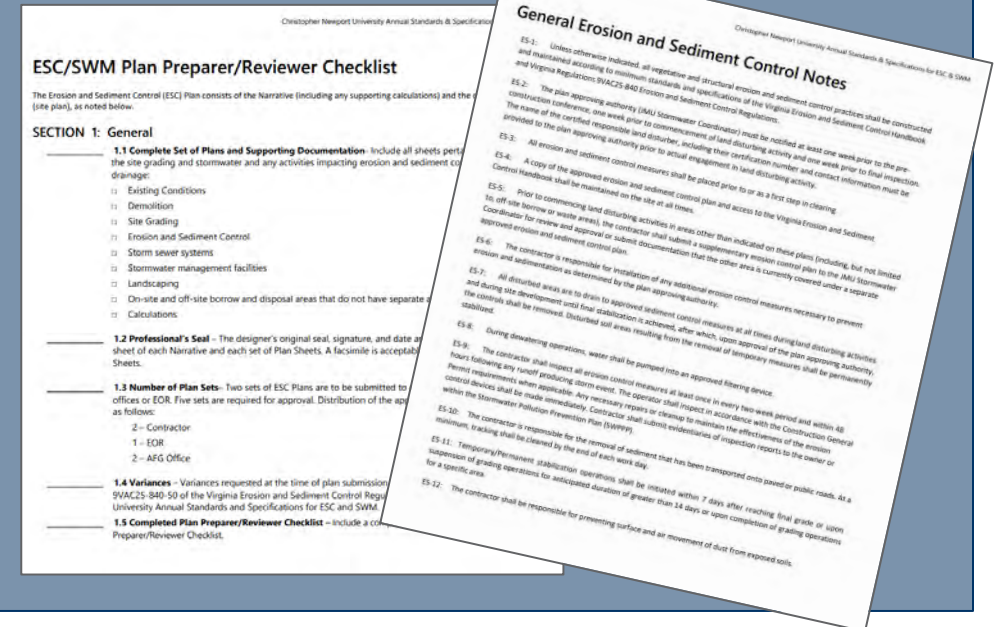 Christopher Newport University Annual Standards & Specification
ESC/SWM Plan Preparer/Reviewer Checklist
The Erosion and Sediment Control (ESC) Plan consists of the Narrative (including any supporting calculations) and the
(site plan), as noted below.
SECTION 1: General
1.1 Complete Set of Plans and Supporting Documentation- Include all sheets
the site grading and stormwater and any activities impacting erosion and sediment
drainage:
Existing Conditions
Demolition
Site Grading
Erosion and Sediment Control
Storm sewer systems
Stormwater management facilities
Landscaping
On-site and off-site borrow and disposal areas that do not have separate
Calculations
1.2 Professional's Seal – The designer's original seal, signature, and date
sheet of each Narrative and each set of Plan Sheets. A facsimile is
Sheets.
1.3 Number of Plan Sets– Two sets of ESC Plans are to be submitted to
offices or EOR. Five sets are required for approval. Distribution of the
as follows:
2 – Contractor
1 – EOR
2 – AFG Office
1.4 Variances – Variances requested at the time of plan submission
9VAC25-840-50 of the Virginia Erosion and Sediment Control
University Annual Standards and Specifications for ESC and SWM.
1.5 Completed Plan Preparer/Reviewer Checklist – Include a
Preparer/Reviewer Checklist.
Christopher Newport University Annual Standards & Specifications for ESC & SWM
General Erosion and Sediment Control Notes
ES-1: Unless otherwise indicated, all vegetative and structural erosion and sediment control practices shall be constructed
and maintained according to minimum standards and specifications of the Virginia Erosion and Sediment Control Handbook
and Virginia Regulations 9VAC25-840 Erosion and Sediment Control Regulations.
ES-2: The plan approving authority (JMU Stormwater Coordinator) must be notified at least one week prior to the pre-
construction conference, one week prior to commencement of land disturbing activity and one week prior to final inspection.
The name of the certified responsible land disturber, including their certification number and contact information must be
provided to the plan approving authority prior to actual engagement in land disturbing activity.
ES-3: All erosion and sediment control measures shall be placed prior to or as a first step in clearing
ES-4: A copy of the approved erosion and sediment control plan and access to the Virginia Erosion and Sediment
Control Handbook shall be maintained on the site at all times.
ES-5: Prior to commencing land disturbing activities in areas other than indicated on these plans (including, but not limited
to, off-site borrow or waste areas), the contractor shall submit a supplementary erosion control plan to the JMU Stormwater
Coordinator for review and approval or submit documentation that the other area is currently covered under a separate
approved erosion and sediment control plan.
ES-6: The contractor is responsible for installation of any additional erosion control measures necessary to prevent
erosion and sedimentation as determined by the plan approving authority.
ES-7: All disturbed areas are to drain to approved sediment control measures at all times during land disturbing activities
and during site development until final stabilization is achieved, after which, upon approval of the plan approving authority,
the controls shall be removed. Disturbed soil areas resulting from the removal of temporary measures shall be permanently
stabilized.
ES-8: During dewatering operations, water shall be pumped into an approved filtering device.
ES-9: The contractor shall inspect all erosion control measures at least once in every two-week period and within 48
hours following any runoff producing storm event. The operator shall inspect in accordance with the Construction General
Permit requirements when applicable. Any necessary repairs or cleanup to maintain the effectiveness of the erosion
control devices shall be made immediately. Contractor shall submit evidentiaries of inspection reports to the owner or
within the Stormwater Pollution Prevention Plan (SWPPP).
ES-10: The contractor is responsible for the removal of sediment that has been transported onto paved or public roads. At a
minimum, tracking shall be cleaned by the end of each work day.
ES-11: Temporary/Permanent stabilization operations shall be initiated within 7 days after reaching final grade or upon
suspension of grading operations for anticipated duration of greater than 14 days or upon completion of grading operations
for a specific area.
ES-12: The contractor shall be responsible for preventing surface and air movement of dust from exposed soils.